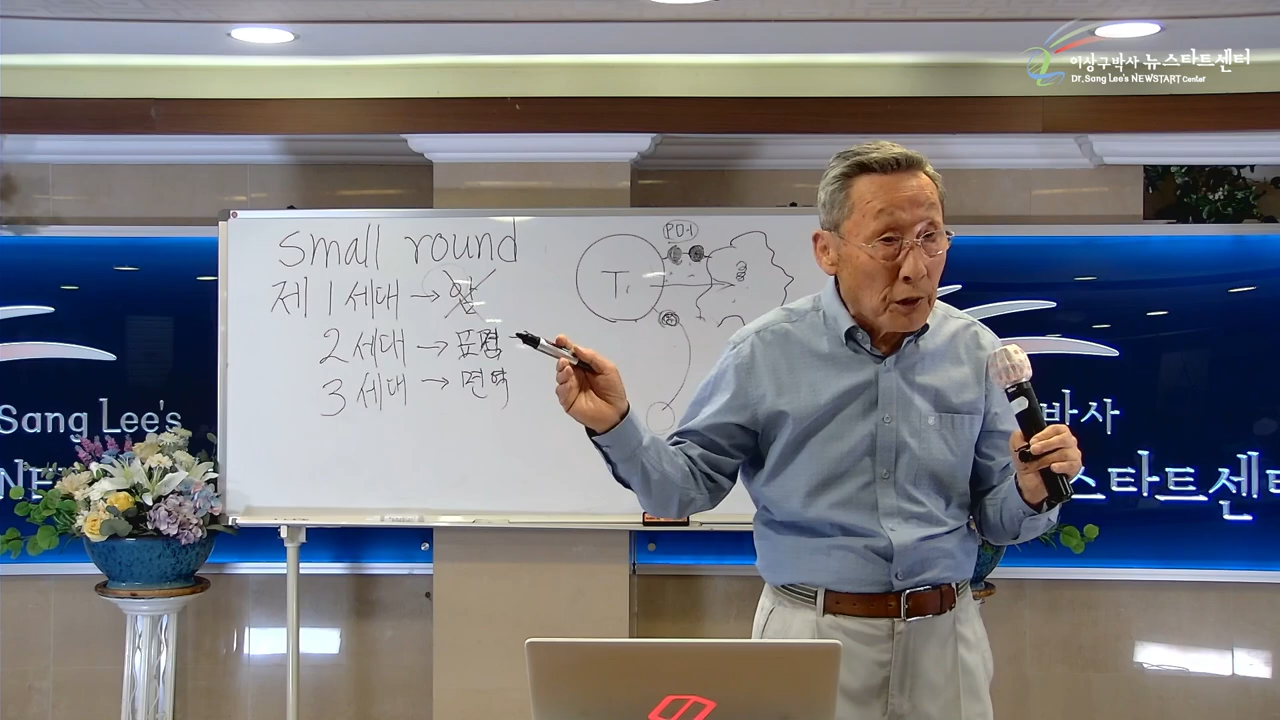 이상구박사 뉴스타트센터
Dr. Sang Lee's NEWSTART Center
small round
제 1 세대 → 암
2 세대 → 표적
3 세대 → 면역
PD-1
T
Sang Lee's
NE
박사
스타트센터